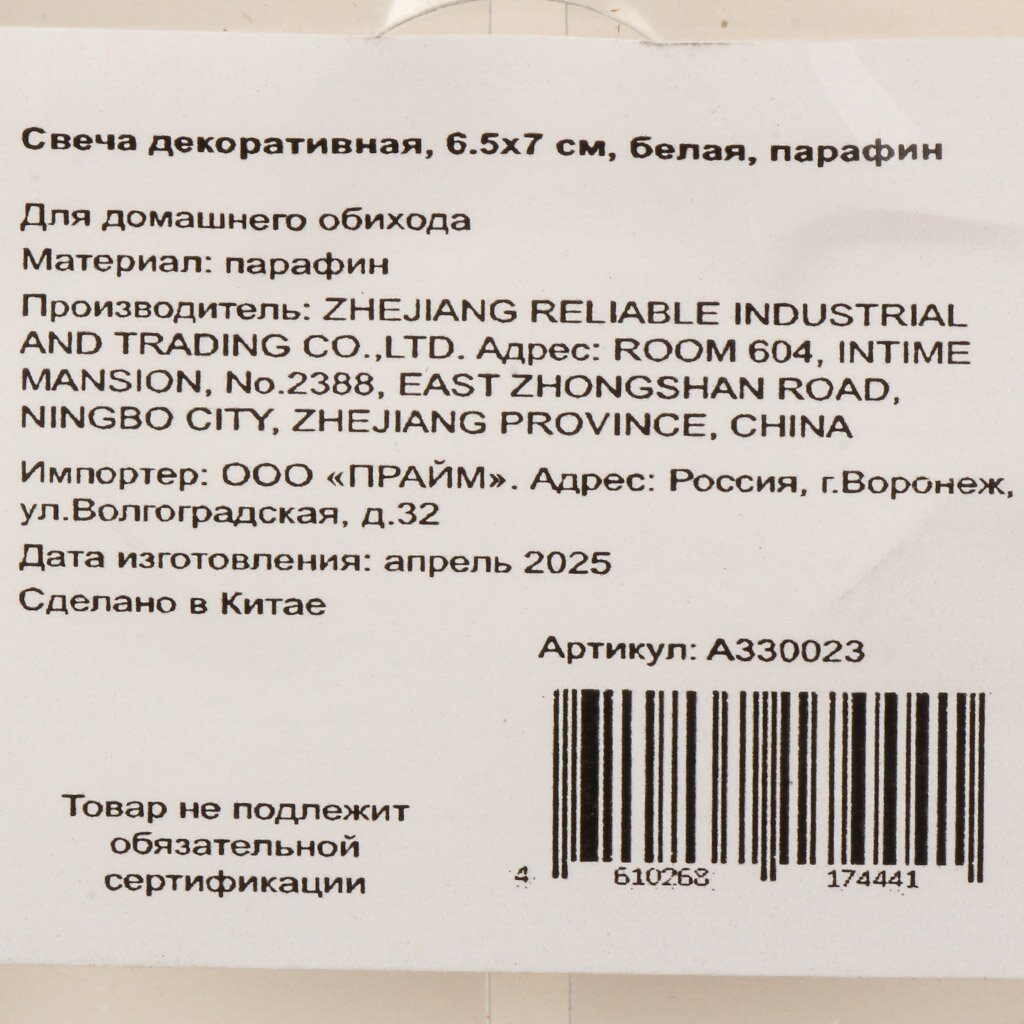 Свеча декоративная, 6.5х7 см, белая, парафин
Для домашнего обихода
Материал: парафин
Производитель: ZHEJIANG RELIABLE INDUSTRIAL
AND TRADING CO.,LTD. Адрес: ROOM 604, INTIME
MANSION, No.2388, EAST ZHONGSHAN ROAD,
NINGBO CITY, ZHEJIANG PROVINCE, CHINA
Импортер: ООО «ПРАЙМ». Адрес: Россия, г.Воронеж,
ул.Волгоградская, д.32
Дата изготовления: апрель 2025
Сделано в Китае
Артикул: А330023
Товар не подлежит
обязательной
сертификации
4 610268 174441